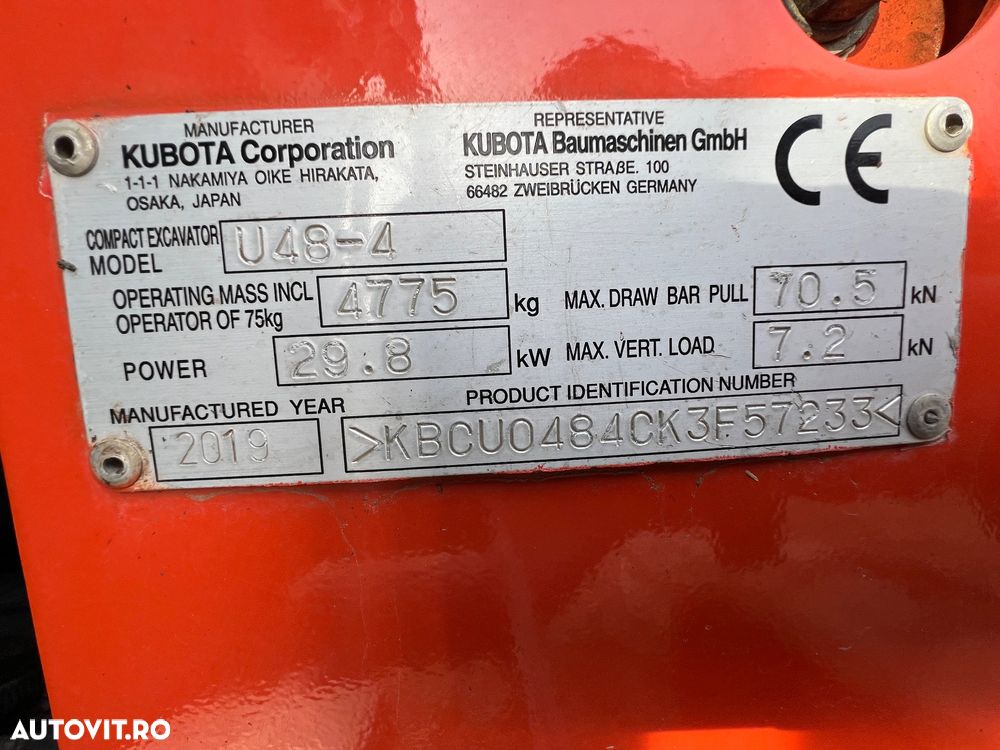 MANUFACTURER
KUBOTA Corporation
1-1-1 NAKAMIYA OIKE HIRAKATA,
OSAKA, JAPAN
REPRESENTATIVE
KUBOTA Baumaschinen GmbH
STEINHAUSER STRAßE. 100
66482 ZWEIBRÜCKEN GERMANY
CE
COMPACT EXCAVATOR
MODEL
U48-4
OPERATING MASS INCL
OPERATOR OF 75kg
4775 kg
MAX. DRAW BAR PULL 70.5 kN
POWER 29.8 kW
MAX. VERT. LOAD 7.2 kN
MANUFACTURED YEAR
2019
PRODUCT IDENTIFICATION NUMBER
>KBCU0484CK3F57233<
AUTOVIT.RO